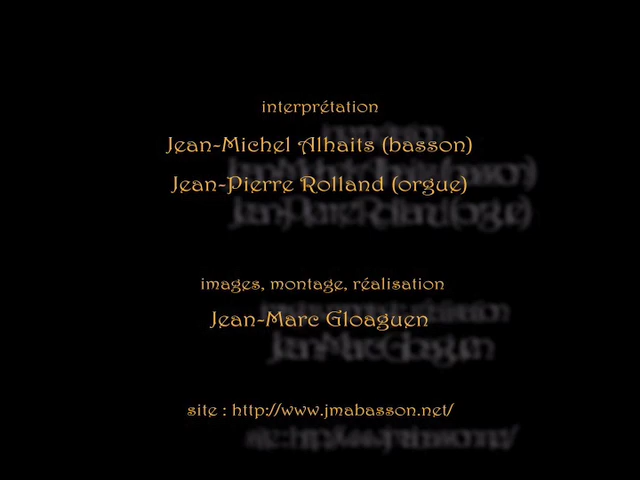 interprétation
Jean-Michel Alhaits (basson)
Jean-Pierre Rolland (orgue)
images, montage, réalisation
Jean-Marc Gloaguen
site : http://www.jmabasson.net/